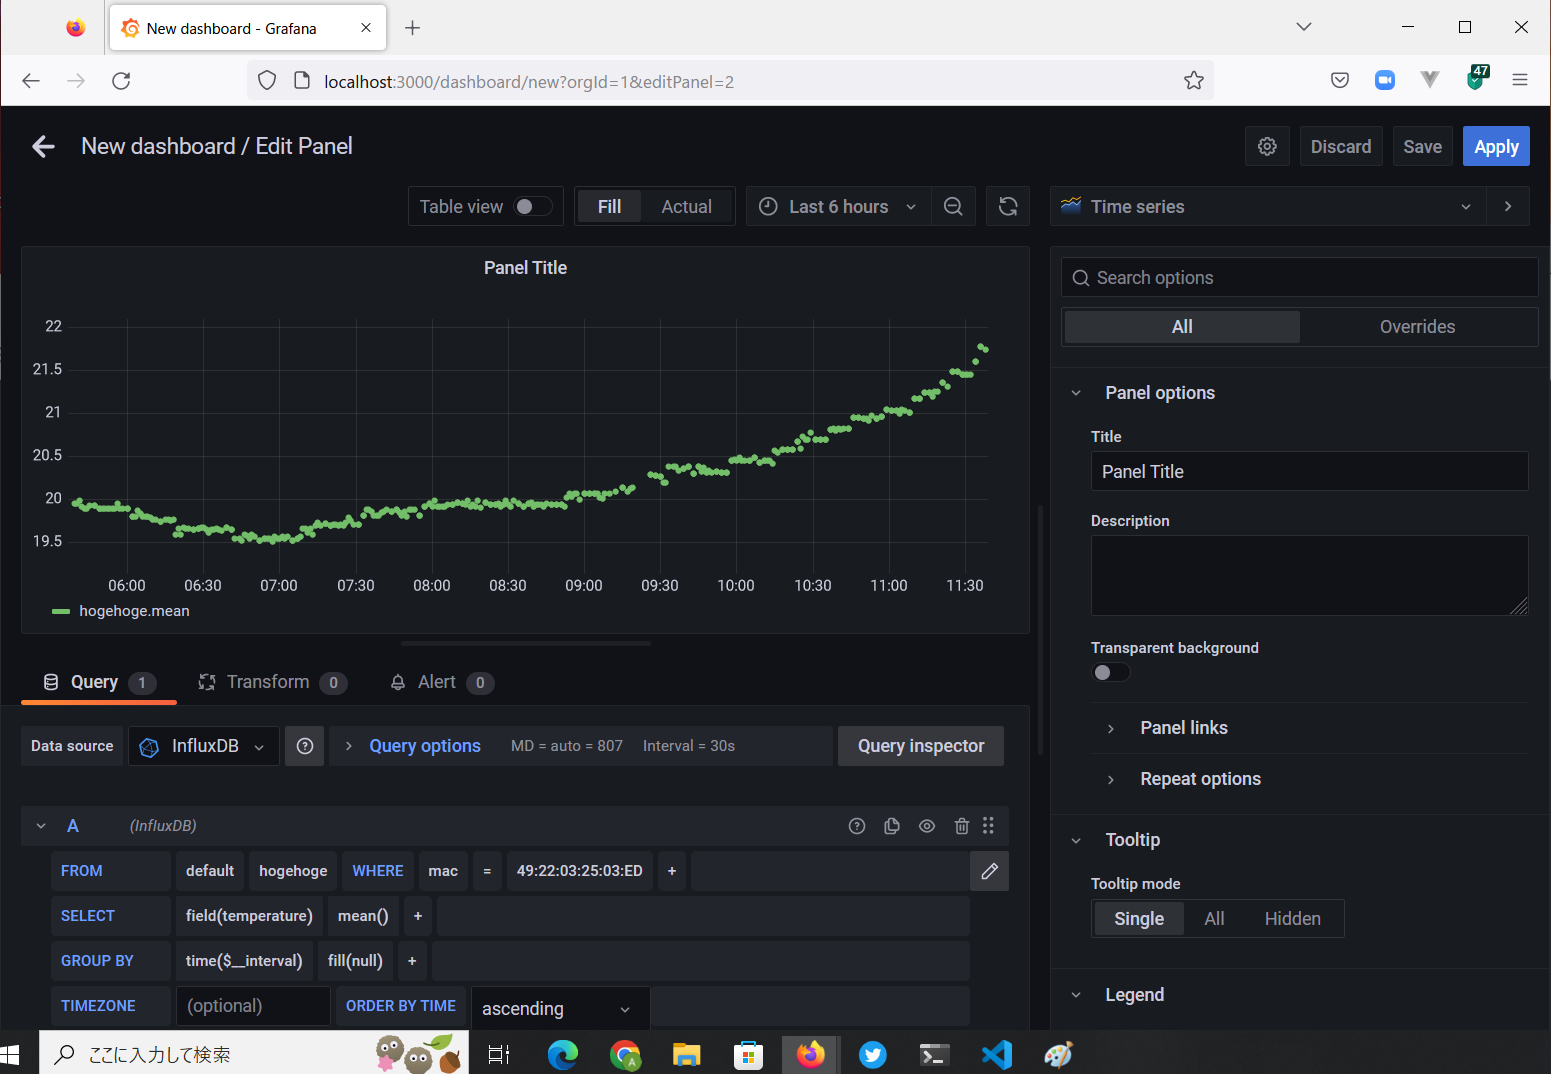 New dashboard - Grafana
localhost:3000/dashboard/new?orgId=1&editPanel=2
47
New dashboard / Edit Panel
Discard
Save
Apply
Table view
Fill
Actual
Last 6 hours
Time series
Panel Title
22
21.5
21
20.5
20
19.5
06:00
06:30
07:00
07:30
08:00
08:30
09:00
09:30
10:00
10:30
11:00
11:30
hogehoge.mean
Search options
All
Overrides
Panel options
Title
Panel Title
Description
Transparent background
Panel links
Repeat options
Tooltip
Tooltip mode
Single
All
Hidden
Legend
Query 1
Transform 0
Alert 0
Data source
InfluxDB
Query options
MD = auto = 807
Interval = 30s
Query inspector
A
(InfluxDB)
FROM default hogehoge WHERE mac = 49:22:03:25:03:ED +
SELECT field(temperature) mean() +
GROUP BY time($__interval) fill(null) +
TIMEZONE (optional) ORDER BY TIME ascending
ここに入力して検索
A